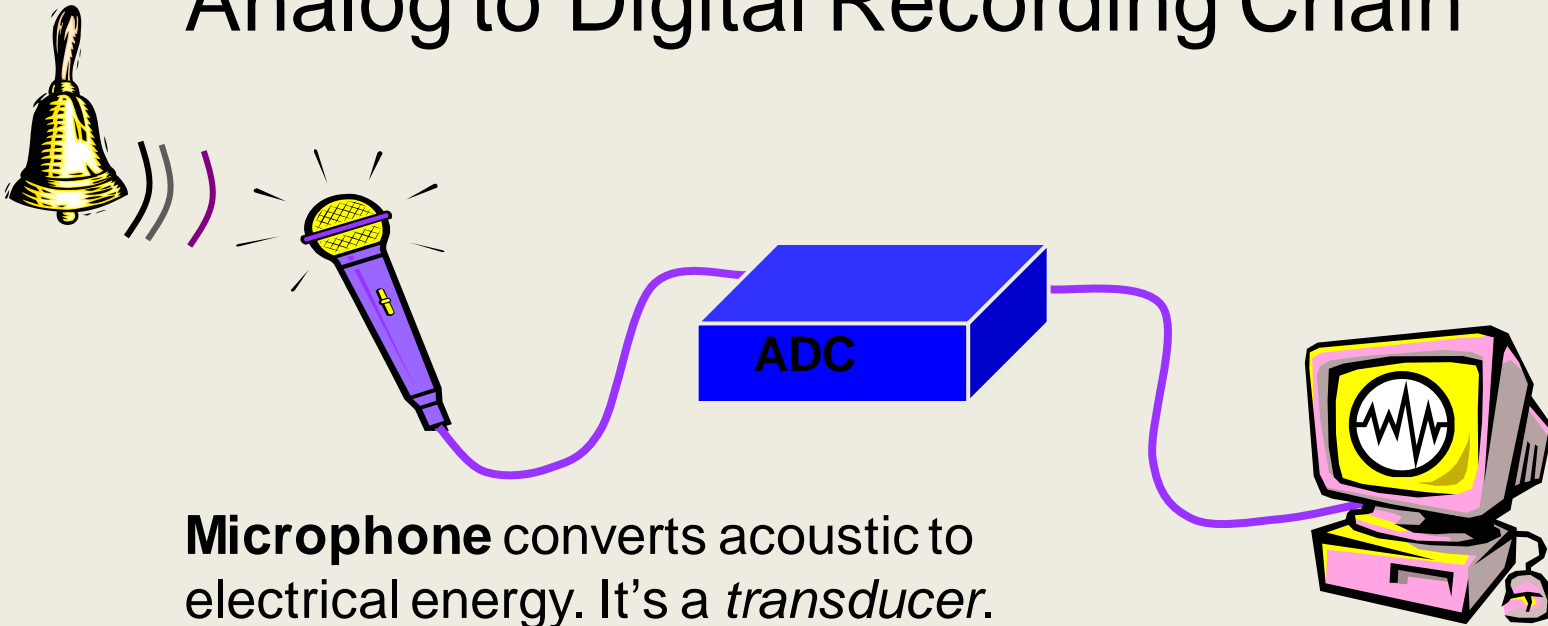 Analog to Digital Recording Chain
ADC
Microphone converts acoustic to
electrical energy. It's a transducer.